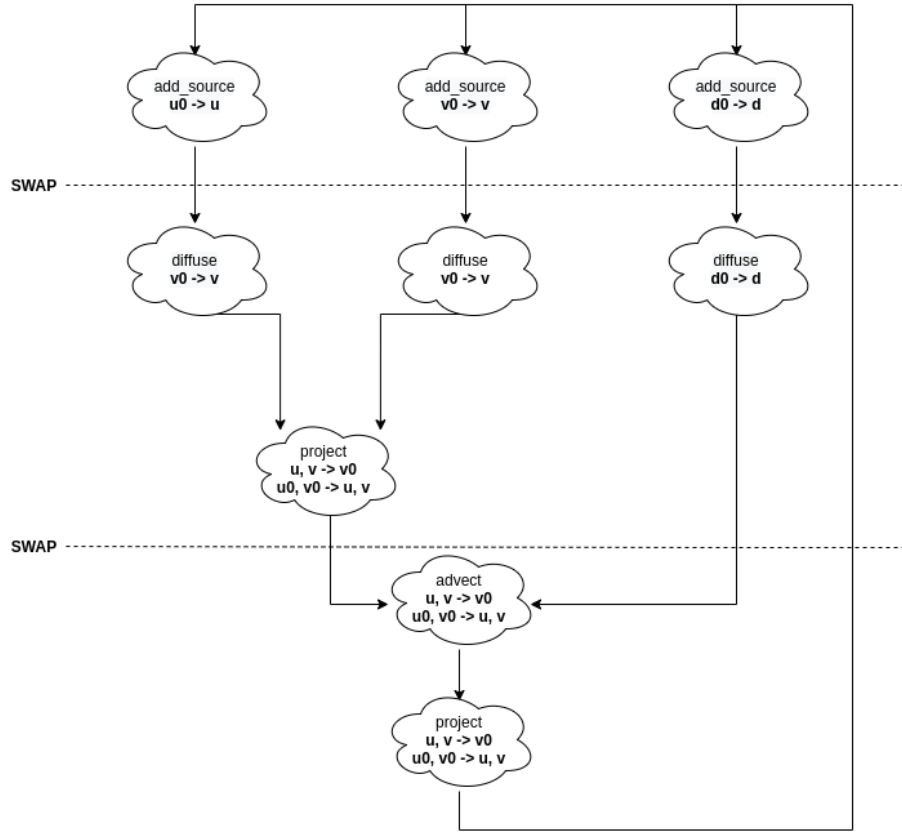 add_source
u0 -> u
add_source
v0 -> v
add_source
d0 -> d
SWAP
diffuse
v0 -> v
diffuse
v0 -> v
diffuse
d0 -> d
project
u, v -> v0
u0, v0 -> u, v
SWAP
advect
u, v -> v0
u0, v0 -> u, v
project
u, v -> v0
u0, v0 -> u, v